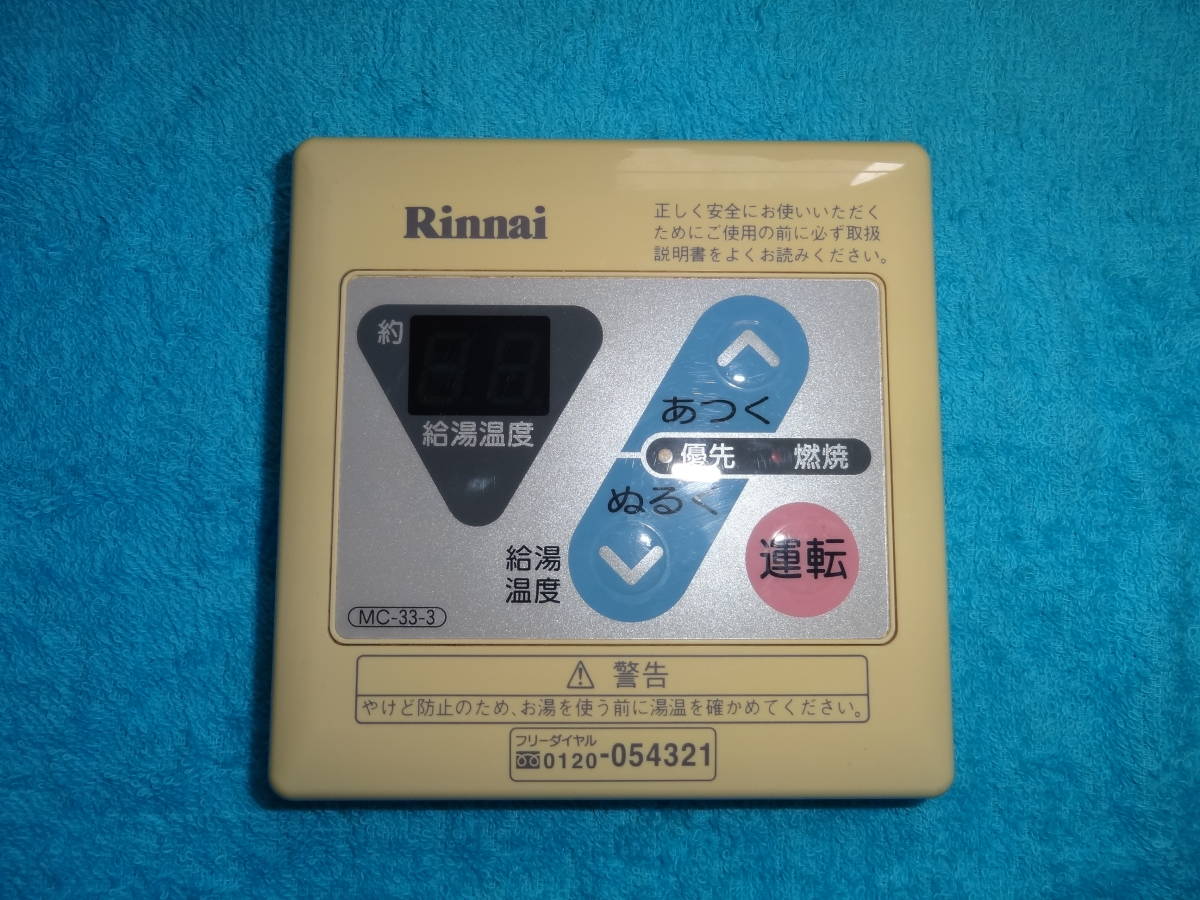 Rinnai
正しく安全にお使いいただく
ためにご使用の前に必ず取扱
説明書をよくお読みください。
約
給湯温度
あつく
優先 燃焼
ぬるく
給湯
温度
運転
MC-33-3
⚠ 警告
やけど防止のため、お湯を使う前に湯温を確かめてください。
フリーダイヤル
0120-054321